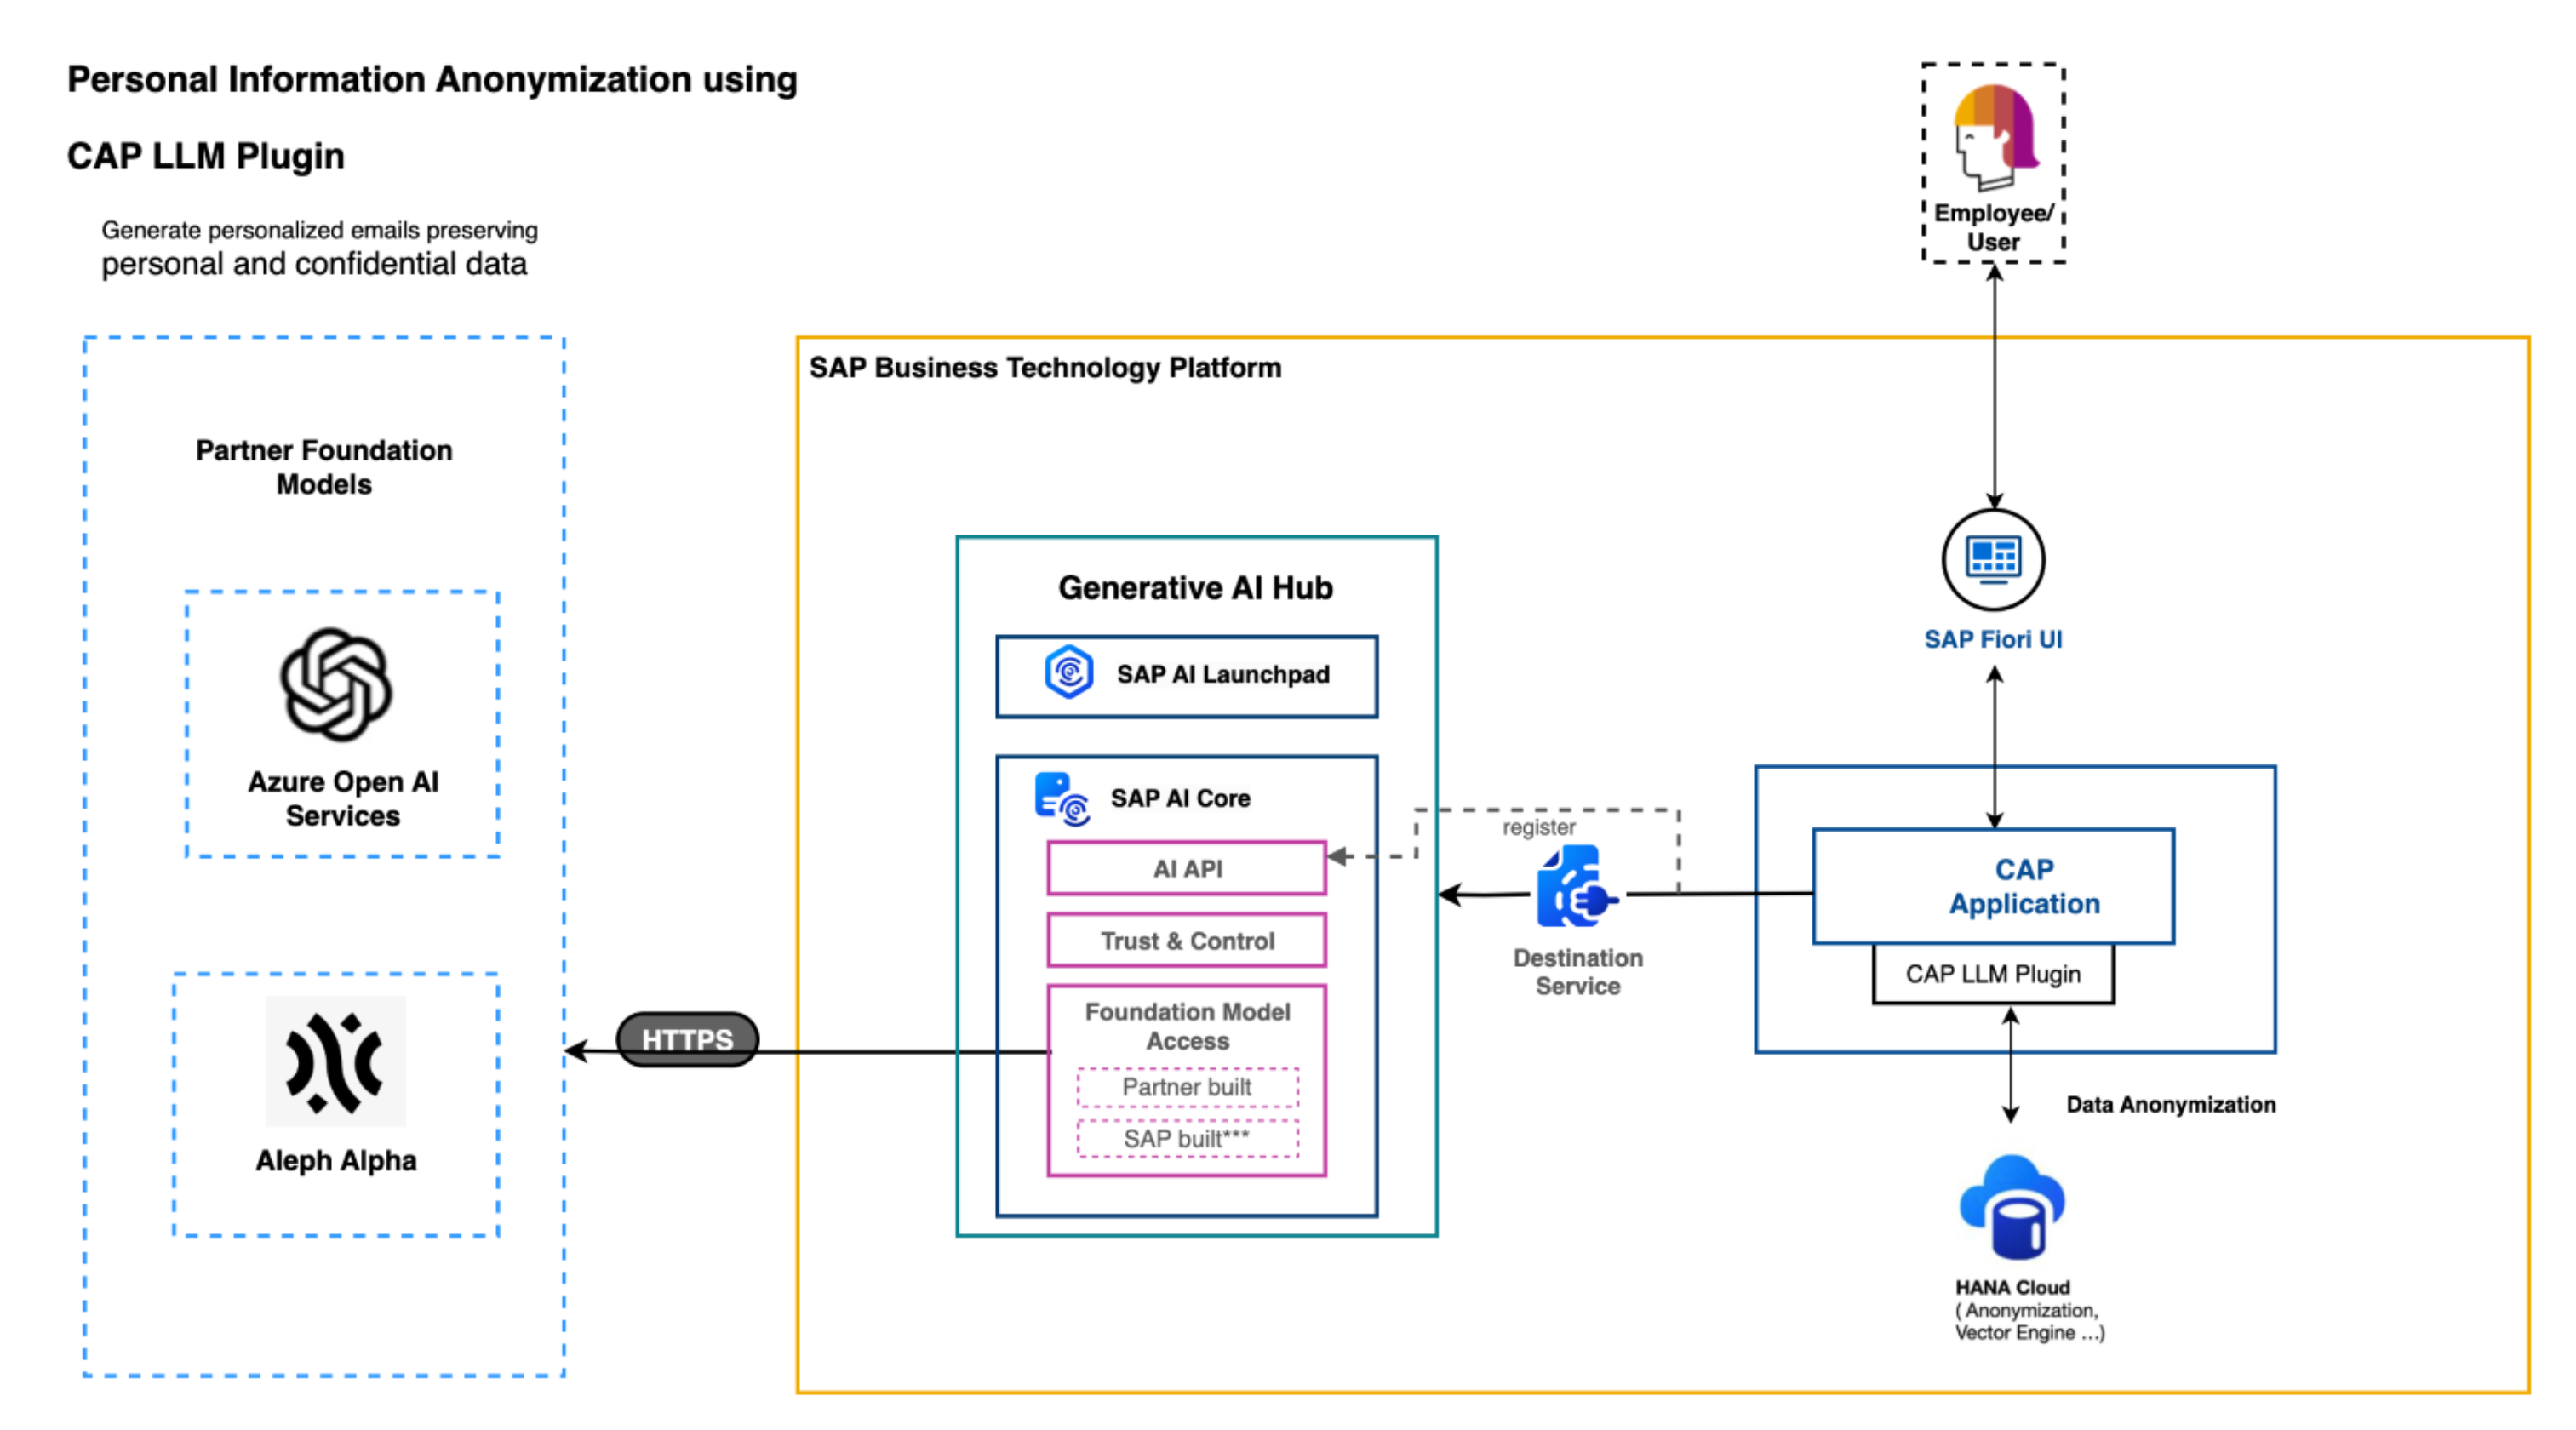 Personal Information Anonymization using
CAP LLM Plugin
Generate personalized emails preserving
personal and confidential data
Employee/
User
SAP Business Technology Platform
Partner Foundation
Models
Azure Open AI
Services
Aleph Alpha
HTTPS
Generative AI Hub
SAP AI Launchpad
SAP AI Core
AI API
Trust & Control
Foundation Model
Access
Partner built
SAP built***
register
Destination
Service
SAP Fiori UI
CAP
Application
CAP LLM Plugin
Data Anonymization
HANA Cloud
( Anonymization,
Vector Engine ...)